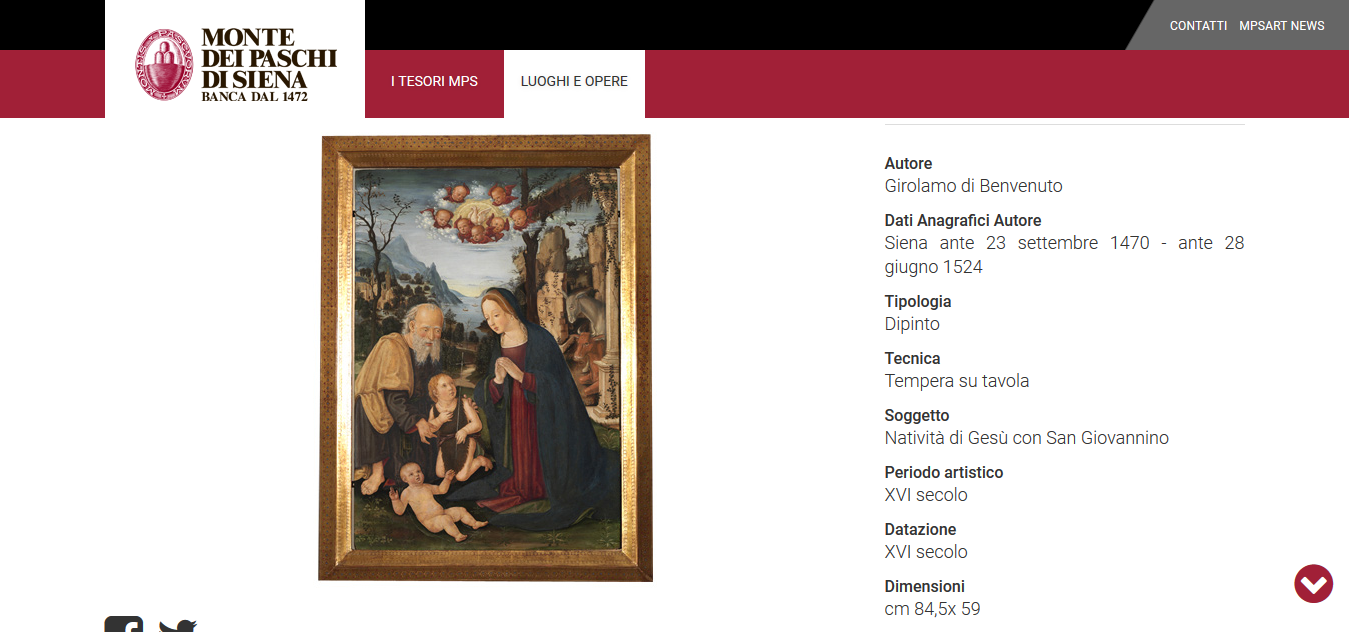 CONTATTI MPSART NEWS
MONTE
DEI PASCHI
DI SIENA
BANCA DAL 1472
MONTIS PASCVORUM
I TESORI MPS LUOGHI E OPERE
Autore
Girolamo di Benvenuto
Dati Anagrafici Autore
Siena ante 23 settembre 1470 - ante 28
giugno 1524
Tipologia
Dipinto
Tecnica
Tempera su tavola
Soggetto
Natività di Gesù con San Giovannino
Periodo artistico
XVI secolo
Datazione
XVI secolo
Dimensioni
cm 84,5x 59